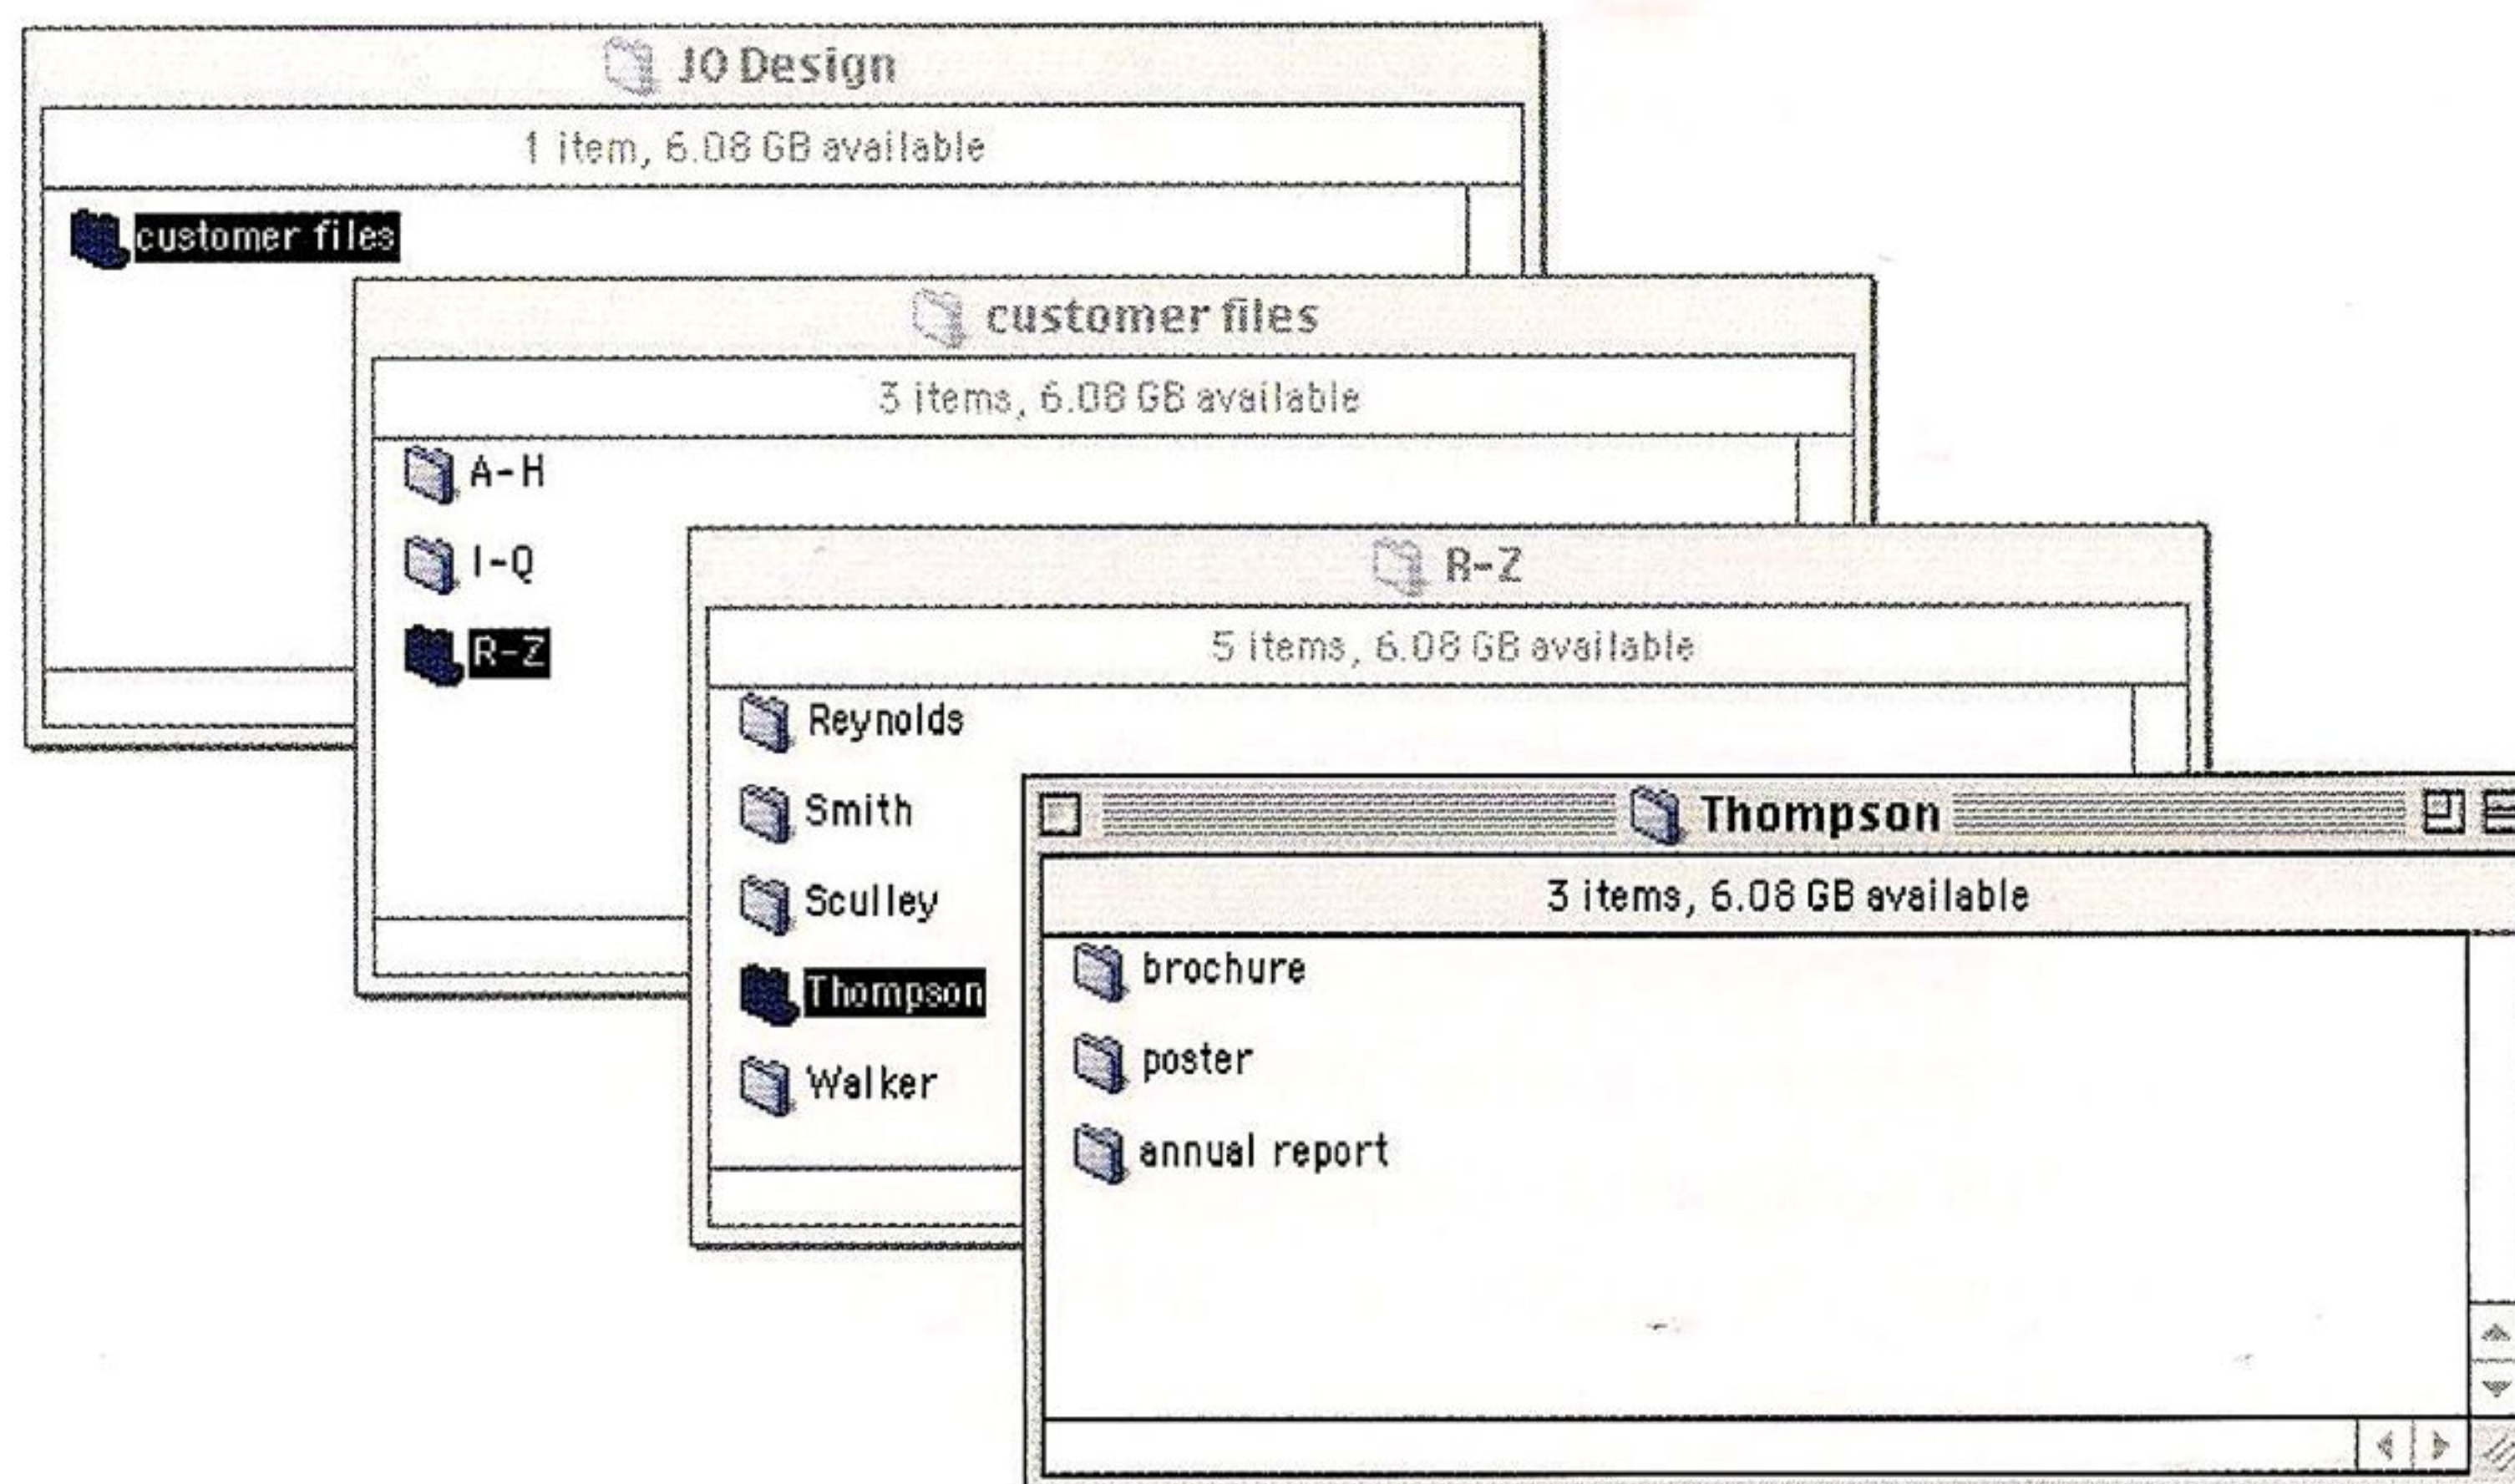 JO Design
1 item, 6.08 GB available
customer files
customer files
3 items, 6.08 GB available
A-H
I-Q
R-Z
R-Z
5 items, 6.08 GB available
Reynolds
Smith
Sculley
Thompson
Walker
Thompson
3 items, 6.08 GB available
brochure
poster
annual report